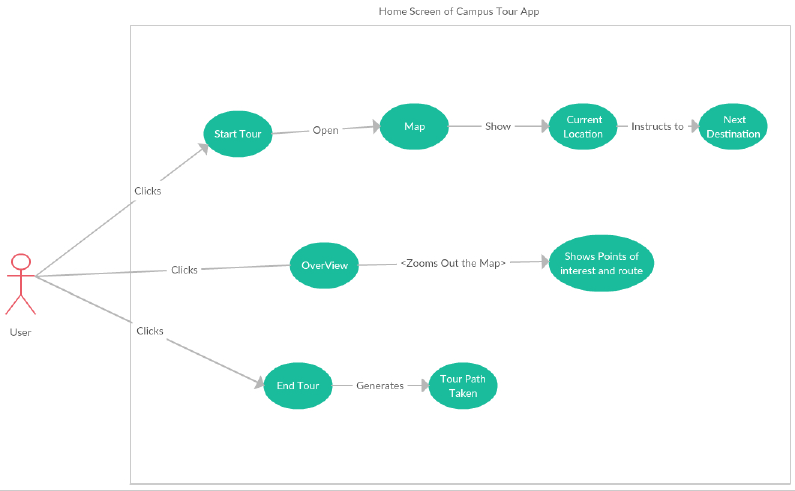 Home Screen of Campus Tour App
Start Tour
Open
Map
Show
Current
Location
Instructs to
Next
Destination
Clicks
Clicks
OverView
<Zooms Out the Map>
Shows Points of
interest and route
User
Clicks
End Tour
Generates
Tour Path
Taken